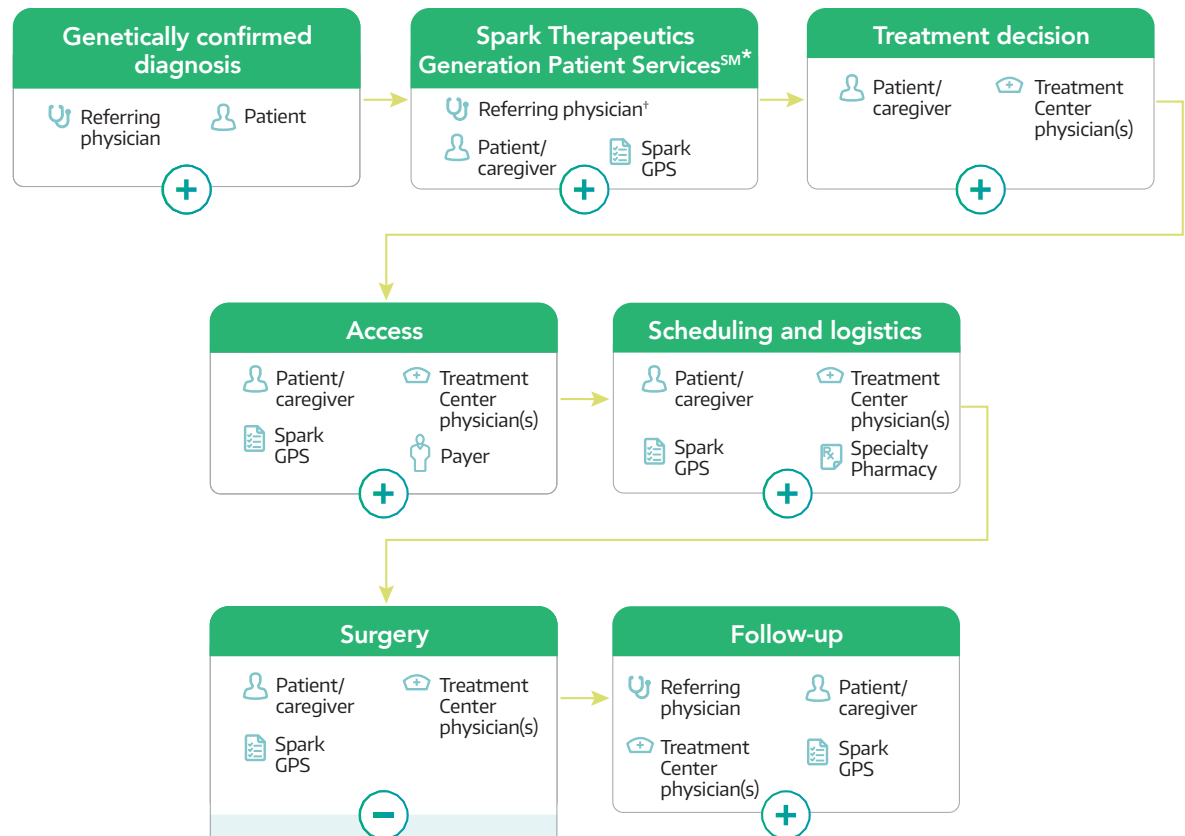 Genetically confirmed
diagnosis
Referring
physician
Patient
Spark Therapeutics
Generation Patient Services℠*
Referring physician†
Patient/
caregiver
Spark
GPS
Treatment decision
Patient/
caregiver
Treatment
Center
physician(s)
Access
Patient/
caregiver
Treatment
Center
physician(s)
Spark
GPS
Payer
Scheduling and logistics
Patient/
caregiver
Treatment
Center
physician(s)
Spark
GPS
Rx
Specialty
Pharmacy
Surgery
Patient/
caregiver
Treatment
Center
physician(s)
Spark
GPS
Follow-up
Referring
physician
Patient/
caregiver
Treatment
Center
physician(s)
Spark
GPS